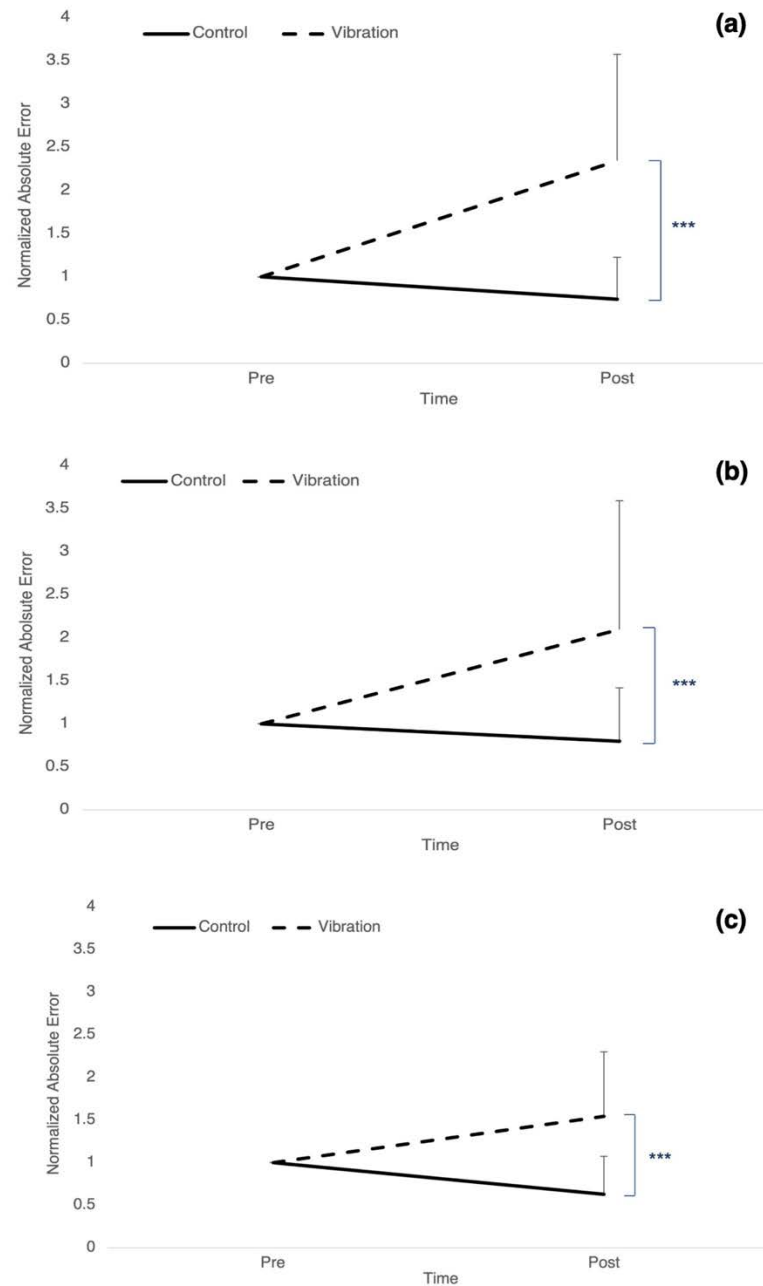 (a)
Control Vibration
4
3.5
3
2.5
2
1.5
1
0.5
0
Normalized Absolute Error
***
Pre Post
Time
(b)
Control Vibration
4
3.5
3
2.5
2
1.5
1
0.5
0
Normalized Abolsute Error
***
Pre Post
Time
(c)
Control Vibration
4
3.5
3
2.5
2
1.5
1
0.5
0
Normalized Absolute Error
***
Pre Post
Time